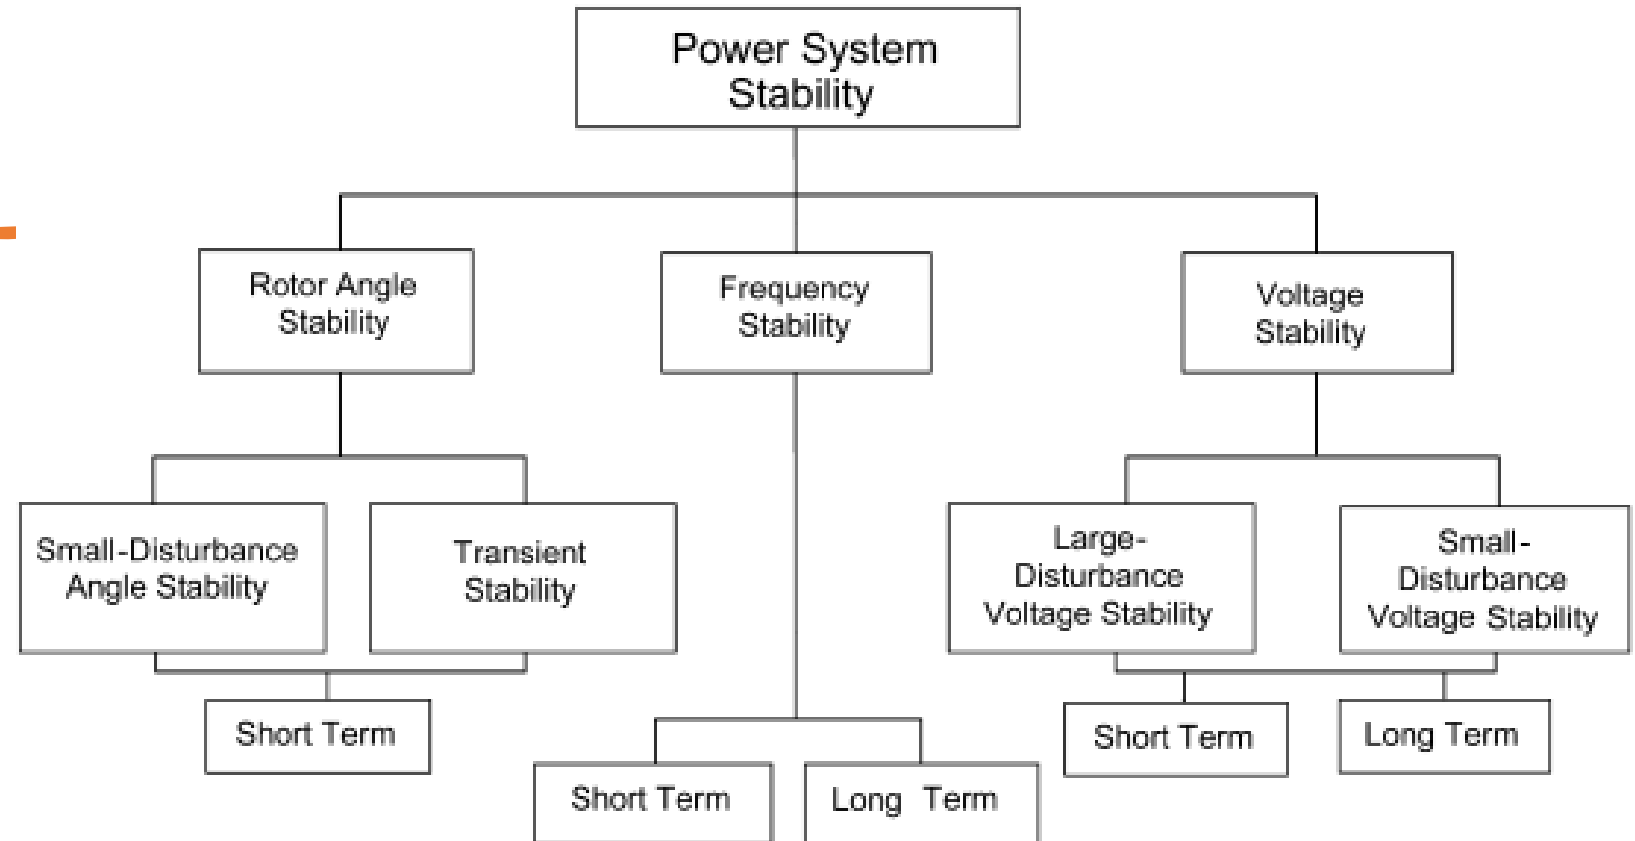 Power System
Stability
Rotor Angle
Stability
Frequency
Stability
Voltage
Stability
Small-Disturbance
Angle Stability
Transient
Stability
Large-
Disturbance
Voltage Stability
Small-
Disturbance
Voltage Stability
Short Term
Short Term
Long Term
Short Term
Long Term